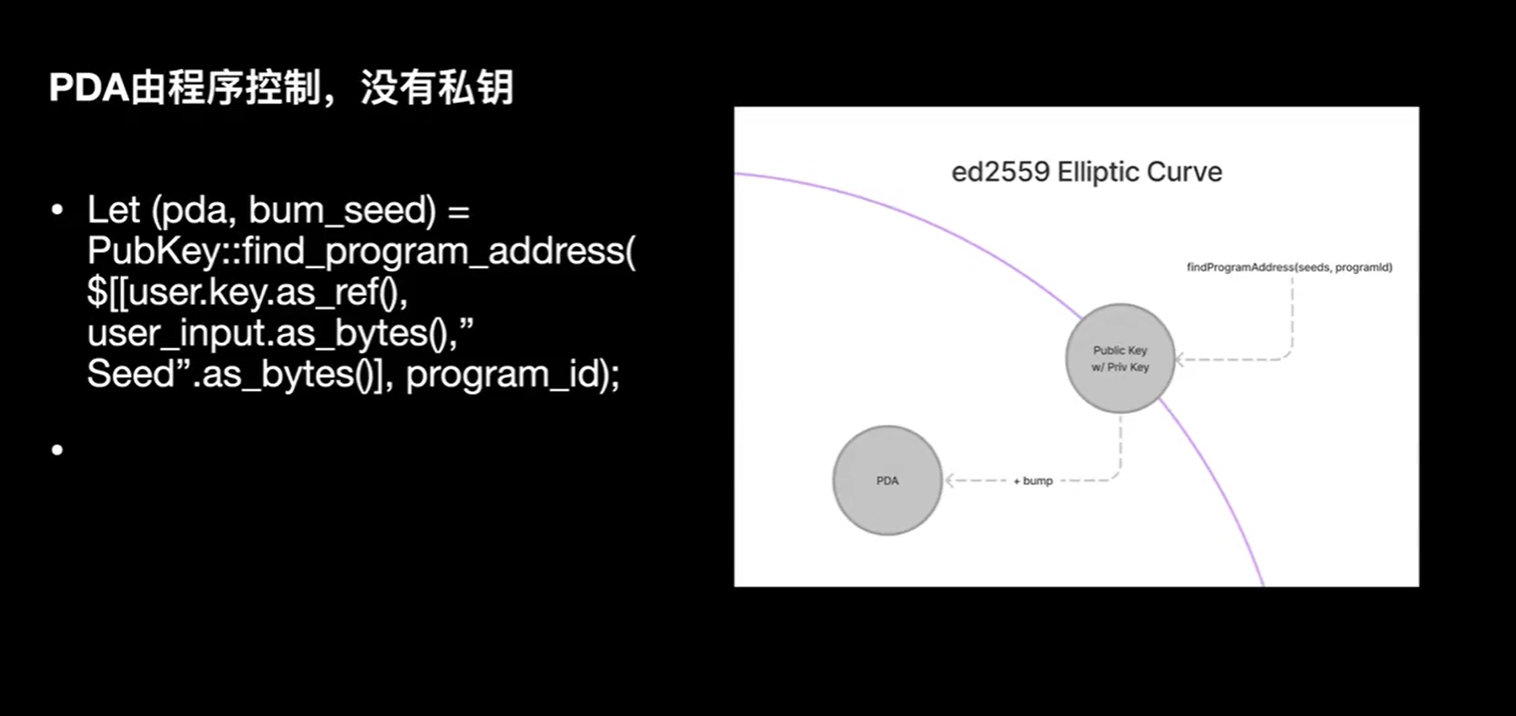 PDA由程序控制，没有私钥
• Let (pda, bum_seed) =
PubKey::find_program_address(
$[[user.key.as_ref(),
user_input.as_bytes(),”
Seed”.as_bytes()], program_id);
•
ed2559 Elliptic Curve
findProgramAddress(seeds, programId)
Public Key
w/ Priv Key
PDA
+ bump